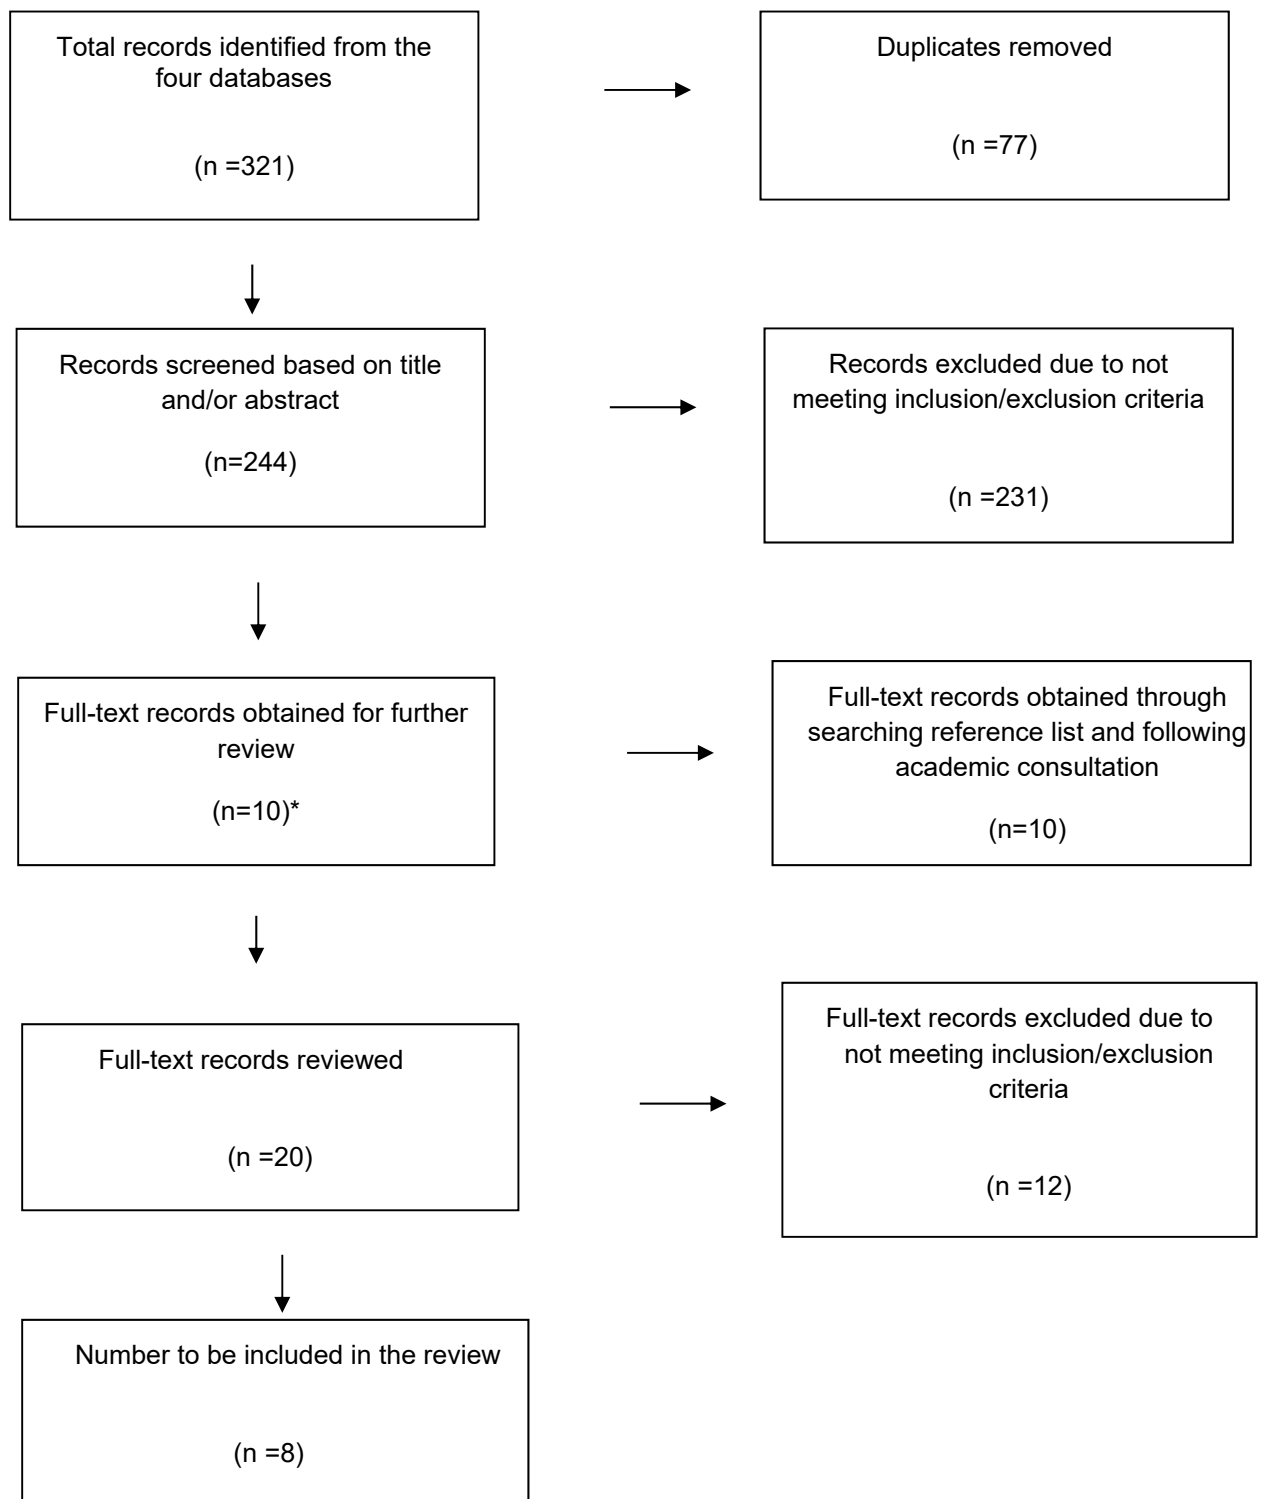 Total records identified from the
four databases
(n =321)
Duplicates removed
(n =77)
Records screened based on title
and/or abstract
(n=244)
Records excluded due to not
meeting inclusion/exclusion criteria
(n =231)
Full-text records obtained for further
review
(n=10)*
Full-text records obtained through
searching reference list and following
academic consultation
(n=10)
Full-text records reviewed
(n =20)
Full-text records excluded due to
not meeting inclusion/exclusion
criteria
(n =12)
Number to be included in the review
(n =8)